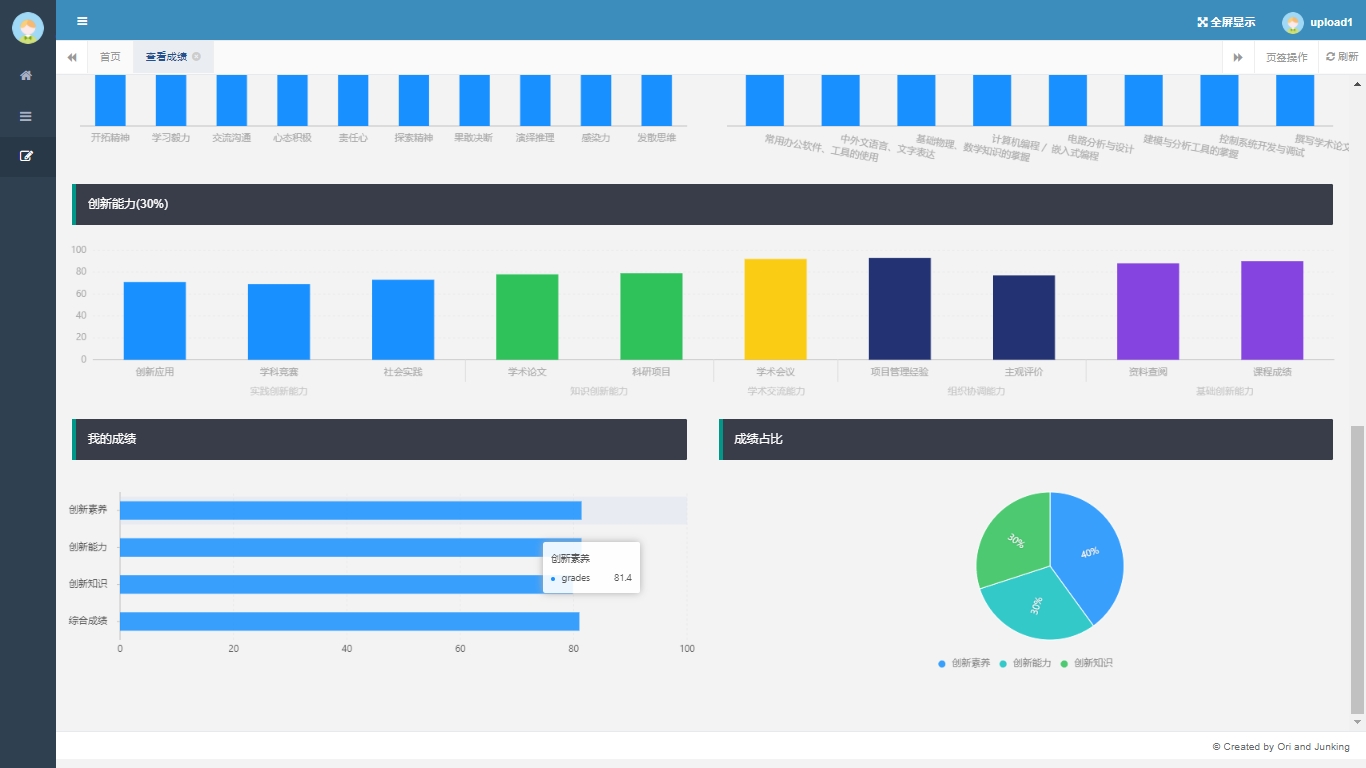 全屏显示 upload1
首页 查看成绩 页签操作 刷新
开拓精神 学习毅力 交流沟通 心态积极 责任心 探索精神 果敢决断 演绎推理 感染力 发散思维
常用办公软件、工具的使用
中外文语言、文字表达
基础物理、数学知识的掌握
计算机编程 / 嵌入式编程
电路分析与设计
建模与分析工具的掌握
控制系统开发与调试
撰写学术论文
创新能力(30%)
100
80
60
40
20
0
创新应用 学科竞赛 社会实践 学术论文 科研项目 学术会议 项目管理经验 主观评价 资料查阅 课程成绩
实践创新能力 知识创新能力 学术交流能力 组织协调能力 基础创新能力
我的成绩 成绩占比
创新素养
创新能力
创新知识
综合成绩
0 20 40 60 80 100
创新素养
grades 81.4
30% 40%
30%
创新素养 创新能力 创新知识
© Created by Ori and Junking